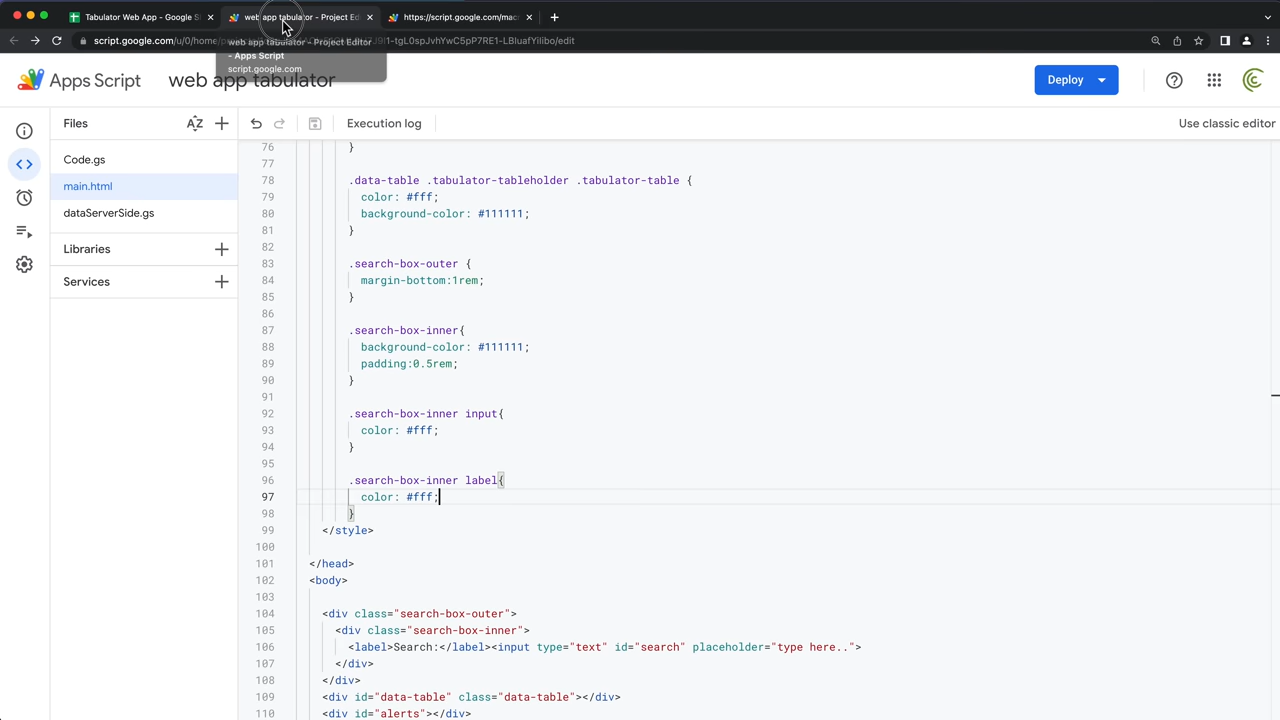 Tabulator Web App - Google S
web app tabulator - Project Edi
https://script.google.com/mac
script.google.com/u/0/home/
edit
web app tabulator - Project Editor
- Apps Script
script.google.com
Apps Script
web app tabulator
Deploy
Files
Execution log
Use classic editor
Code.gs
main.html
dataServerSide.gs
Libraries
Services
76 }
77
78 .data-table .tabulator-tableholder .tabulator-table {
79 color: #fff;
80 background-color: #111111;
81 }
82
83 .search-box-outer {
84 margin-bottom:1rem;
85 }
86
87 .search-box-inner{
88 background-color: #111111;
89 padding:0.5rem;
90 }
91
92 .search-box-inner input{
93 color: #fff;
94 }
95
96 .search-box-inner label{
97 color: #fff;
98 }
99 </style>
100
101 </head>
102 <body>
103
104 <div class="search-box-outer">
105 <div class="search-box-inner">
106 <label>Search:</label><input type="text" id="search" placeholder="type here..">
107 </div>
108 </div>
109 <div id="data-table" class="data-table"></div>
110 <div id="alerts"></div>